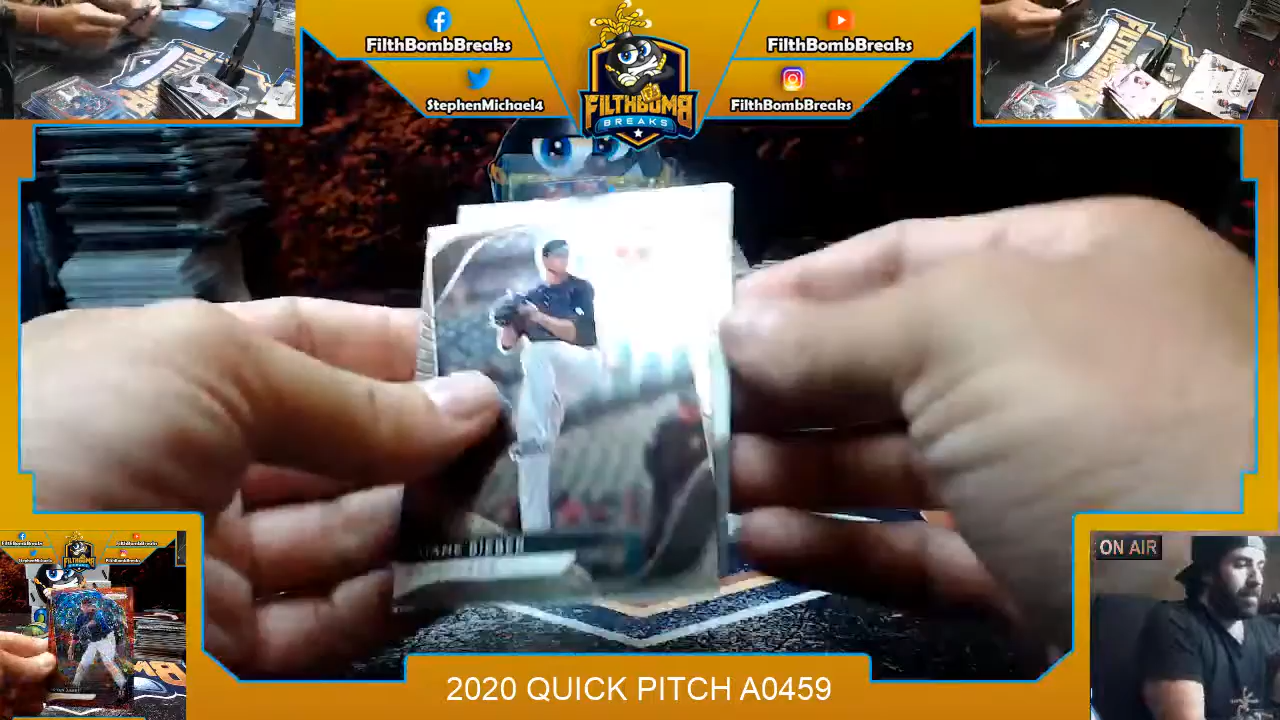 FilthBombBreaks
FilthBombBreaks
StephenMichael4
FilthBombBreaks
FILTHBOMB
BREAKS
ON AIR
2020 QUICK PITCH A0459